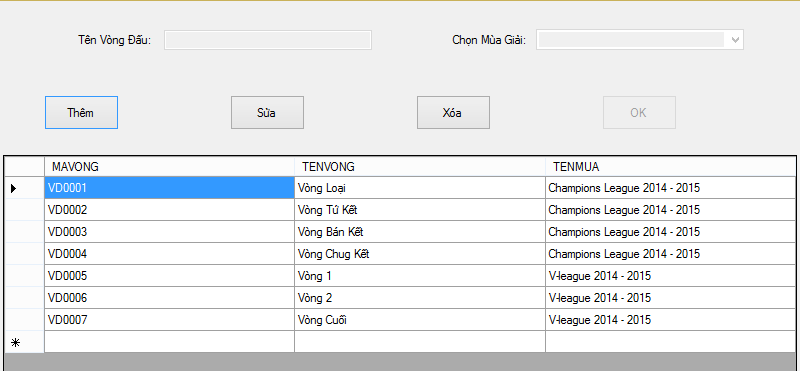 Tên Vòng Đấu: Chọn Mùa Giải:
Thêm Sửa Xóa OK
MAVONG TENVONG TENMUA
VD0001 Vòng Loại Champions League 2014 - 2015
VD0002 Vòng Tứ Kết Champions League 2014 - 2015
VD0003 Vòng Bán Kết Champions League 2014 - 2015
VD0004 Vòng Chug Kết Champions League 2014 - 2015
VD0005 Vòng 1 V-league 2014 - 2015
VD0006 Vòng 2 V-league 2014 - 2015
VD0007 Vòng Cuối V-league 2014 - 2015